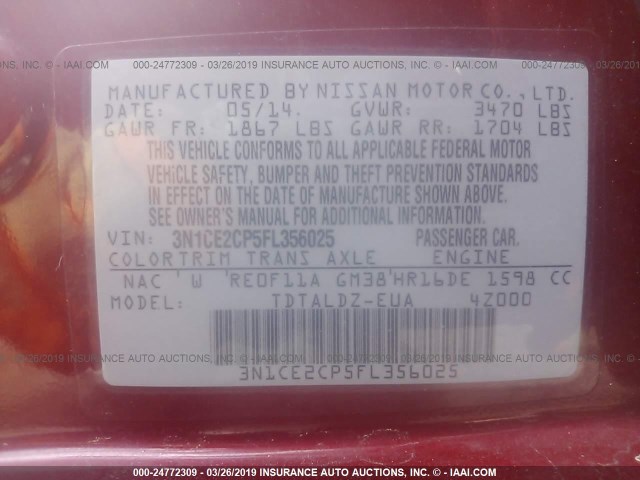 000-24772309 - 03/26/2019 INSURANCE AUTO AUCTIONS, INC. - IAAI.COM
MANUFACTURED BY NISSAN MOTOR CO.,LTD.
DATE: 05/14. GVWR: 3470 LBS
GAWR FR: 1867 LBS GAWR RR: 1704 LBS
THIS VEHICLE CONFORMS TO ALL APPLICABLE FEDERAL MOTOR
VEHICLE SAFETY, BUMPER AND THEFT PREVENTION STANDARDS
IN EFFECT ON THE DATE OF MANUFACTURE SHOWN ABOVE.
SEE OWNER'S MANUAL FOR ADDITIONAL INFORMATION.
VIN: 3N1CE2CP5FL356025 PASSENGER CAR.
COLOR TRIM TRANS AXLE ENGINE
NAC ' W 'RE0F11A GM38'HR16DE 1598 CC
MODEL: TDTALDZ-EUA 4Z000
3N1CE2CP5FL356025
000-24772309 - 03/26/2019 INSURANCE AUTO AUCTIONS, INC. - IAAI.COM